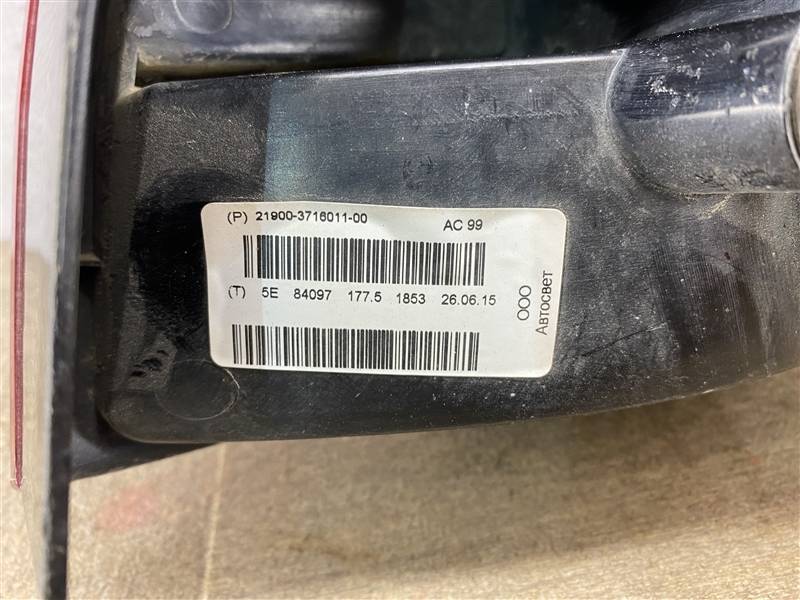 (P) 21900-3716011-00 AC 99
(T) 5E 84097 177.5 1853 26.06.15
ООО
Автосвет